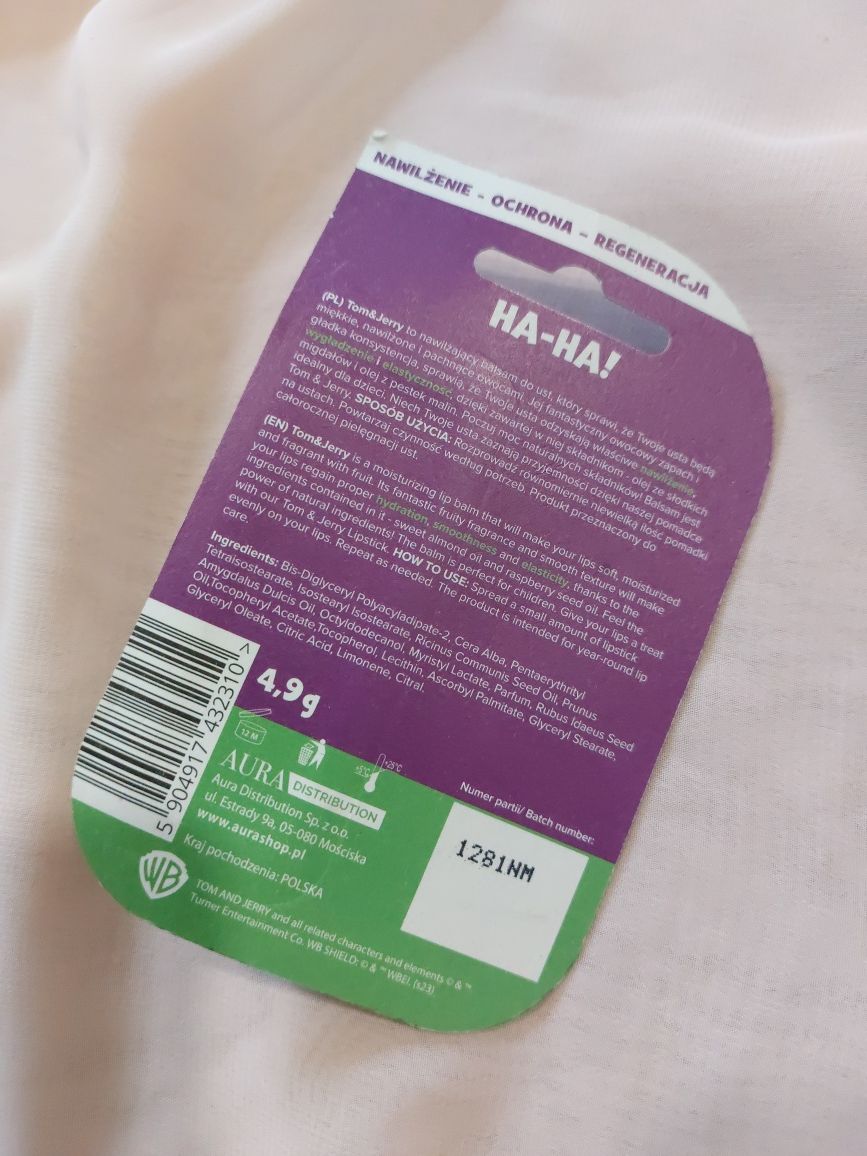 NAWILŻENIE - OCHRONA - REGENERACJA
HA-HA!
(PL) Tom&Jerry to nawilżający balsam do ust, który sprawi, że Twoje usta będą
miękkie, nawilżone i pachnące owocami. Jej fantastyczny owocowy zapach i
gładka konsystencja, sprawią, że Twoje usta odzyskają właściwe nawilżenie,
wygłedzenie i elastyczność, dzięki zawartej w niej składnikom - olej ze słodkich
migdałów i olej z pestek malin. Poczuj moc naturalnych składników! Balsam jest
idealny dla dzieci. Niech Twoje usta zaznają przyjemności dzięki naszej pomadce
Tom & Jerry. SPOSÓB UŻYCIA: Rozprowadź równomiernie niewielką ilośc pomadki
na ustach. Powtarzaj czynność według potrzeb. Produkt przeznaczony do
całorocznej pielęgnacji ust.
(EN) Tom&Jerry is a moisturizing lip balm that will make your lips soft, moisturized
and fragrant with fruit. Its fantastic fruity fragrance and smooth texture will make
your lips regain proper hydration, smoothness and elasticity, thanks to the
ingredients contained in it - sweet almond oil and raspberry seed oil. Feel the
power of natural ingredients! The balm is perfect for children. Give your lips a treat
with our Tom & Jerry Lipstick. HOW TO USE: Spread a small amount of lipstick
evenly on your lips. Repeat as needed. The product is intended for year-round lip
care.
Ingredients: Bis-Diglyceryl Polyacyladipate-2, Cera Alba, Pentaerythrityl
Tetraisostearate, Isostearyl Isostearate, Ricinus Communis Seed Oil, Prunus
Amygdalus Dulcis Oil, Octyldodecanol, Myristyl Lactate, Parfum, Rubus Idaeus Seed
Oil,Tocopheryl Acetate,Tocopherol, Lecithin, Ascorbyl Palmitate, Glyceryl Stearate,
Glyceryl Oleate, Citric Acid, Limonene, Citral.
4,9g
5 904917 432310 >
12 M
+5°C +25°C
AURA
DISTRIBUTION
Aura Distribution Sp. z o.o.
ul. Estrady 9a, 05-080 Mościska
www.aurashop.pl
Kraj pochodzenia: POLSKA
Numer partii/ Batch number:
1281NM
WB
TOM AND JERRY and all related characters and elements © & ™
Turner Entertainment Co. WB SHIELD: © & ™ WBEI. (s23)